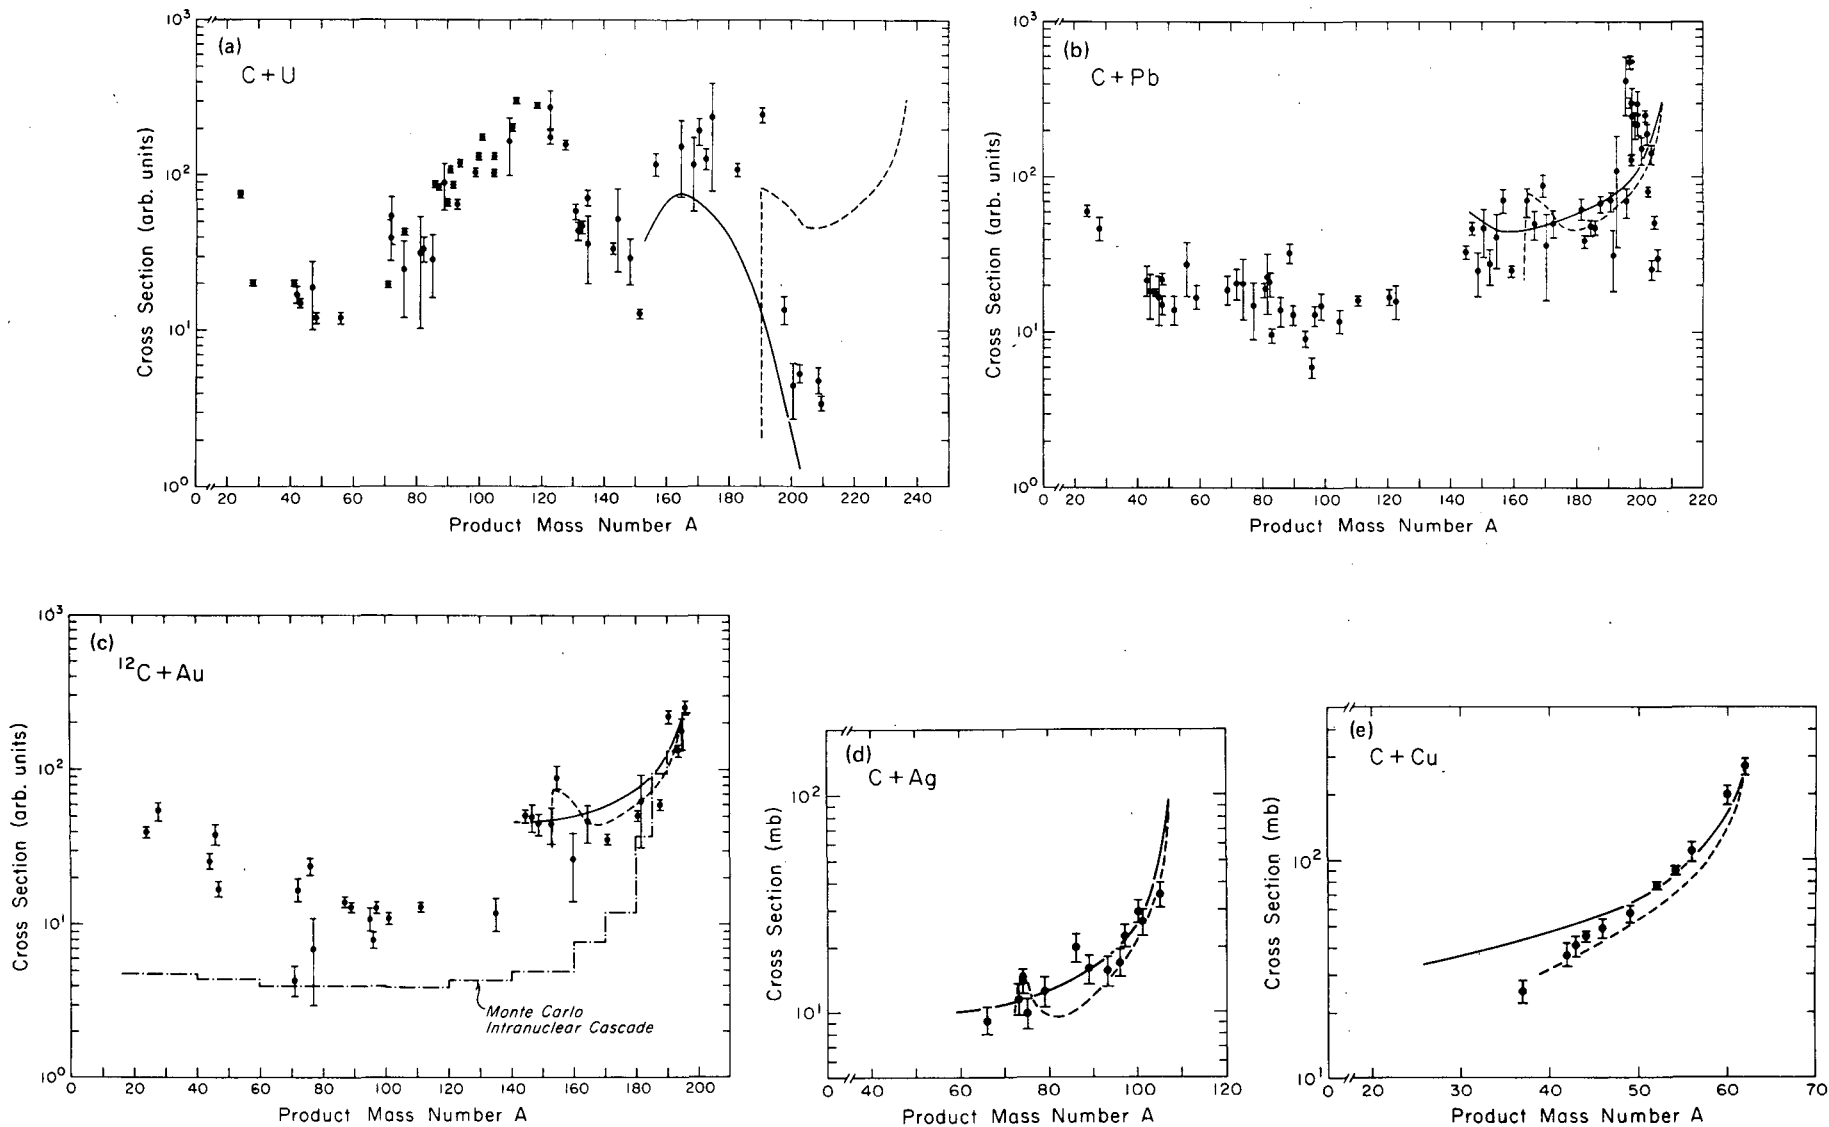 (a)
C+U
10³
10²
10¹
10⁰
Cross Section (arb. units)
0 20 40 60 80 100 120 140 160 180 200 220 240
Product Mass Number A
(b)
C+Pb
10³
10²
10¹
10⁰
Cross Section (arb. units)
0 20 40 60 80 100 120 140 160 180 200 220
Product Mass Number A
(c)
¹²C+Au
10³
10²
10¹
10⁰
Cross Section (arb. units)
Monte Carlo
Intranuclear Cascade
0 20 40 60 80 100 120 140 160 180 200
Product Mass Number A
(d)
C+Ag
10²
10¹
Cross Section (mb)
0 40 60 80 100 120
Product Mass Number A
(e)
C+Cu
10²
10¹
Cross Section (mb)
0 20 30 40 50 60 70
Product Mass Number A